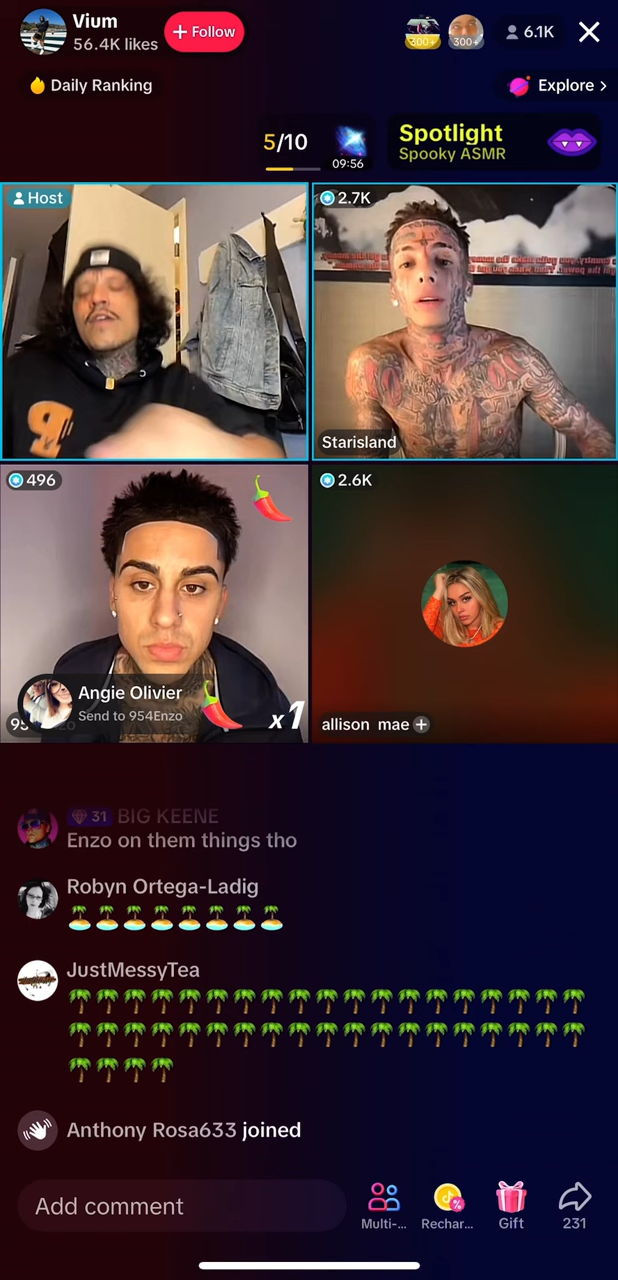 Vium
56.4K likes
+ Follow
300+
300+
6.1K
Daily Ranking
Explore >
5/10
09:56
Spotlight
Spooky ASMR
Host
2.7K
Starisland
496
2.6K
Angie Olivier
Send to 954Enzo
x1
allison mae
31 BIG KEENE
Enzo on them things tho
Robyn Ortega-Ladig
🏝🏝🏝🏝🏝🏝🏝🏝
JustMessyTea
🌴🌴🌴🌴🌴🌴🌴🌴🌴🌴🌴🌴🌴🌴🌴🌴🌴🌴🌴
🌴🌴🌴🌴🌴🌴🌴🌴🌴🌴🌴🌴🌴🌴🌴🌴🌴🌴🌴
🌴🌴🌴🌴
Anthony Rosa633 joined
Add comment
Multi-...
Rechar...
Gift
231